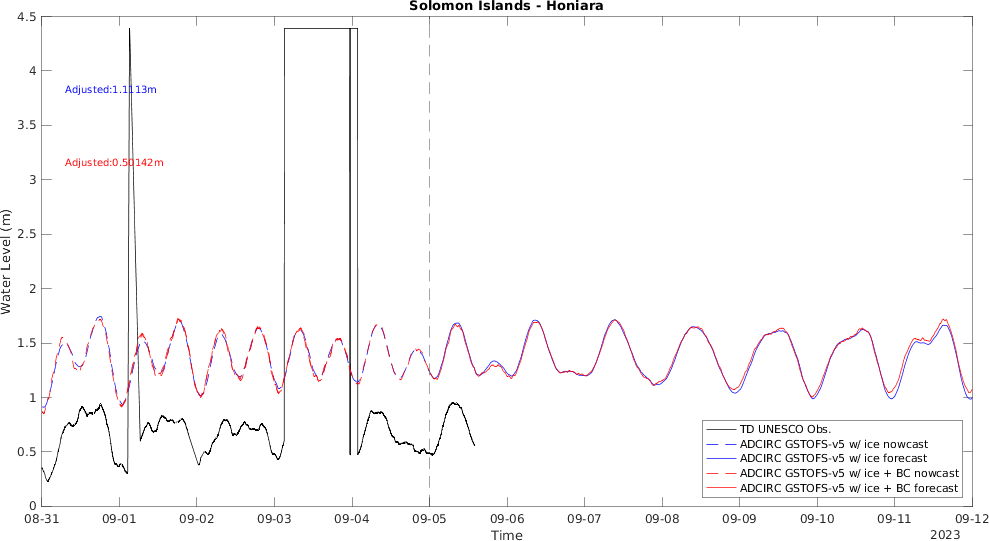 Solomon Islands - Honiara
4.5
4
3.5
3
2.5
2
1.5
1
0.5
0
Water Level (m)
Adjusted:1.1113m
Adjusted:0.50142m
TD UNESCO Obs.
ADCIRC GSTOFS-v5 w/ ice nowcast
ADCIRC GSTOFS-v5 w/ ice forecast
ADCIRC GSTOFS-v5 w/ ice + BC nowcast
ADCIRC GSTOFS-v5 w/ ice + BC forecast
08-31 09-01 09-02 09-03 09-04 09-05 09-06 09-07 09-08 09-09 09-10 09-11 09-12
Time
2023